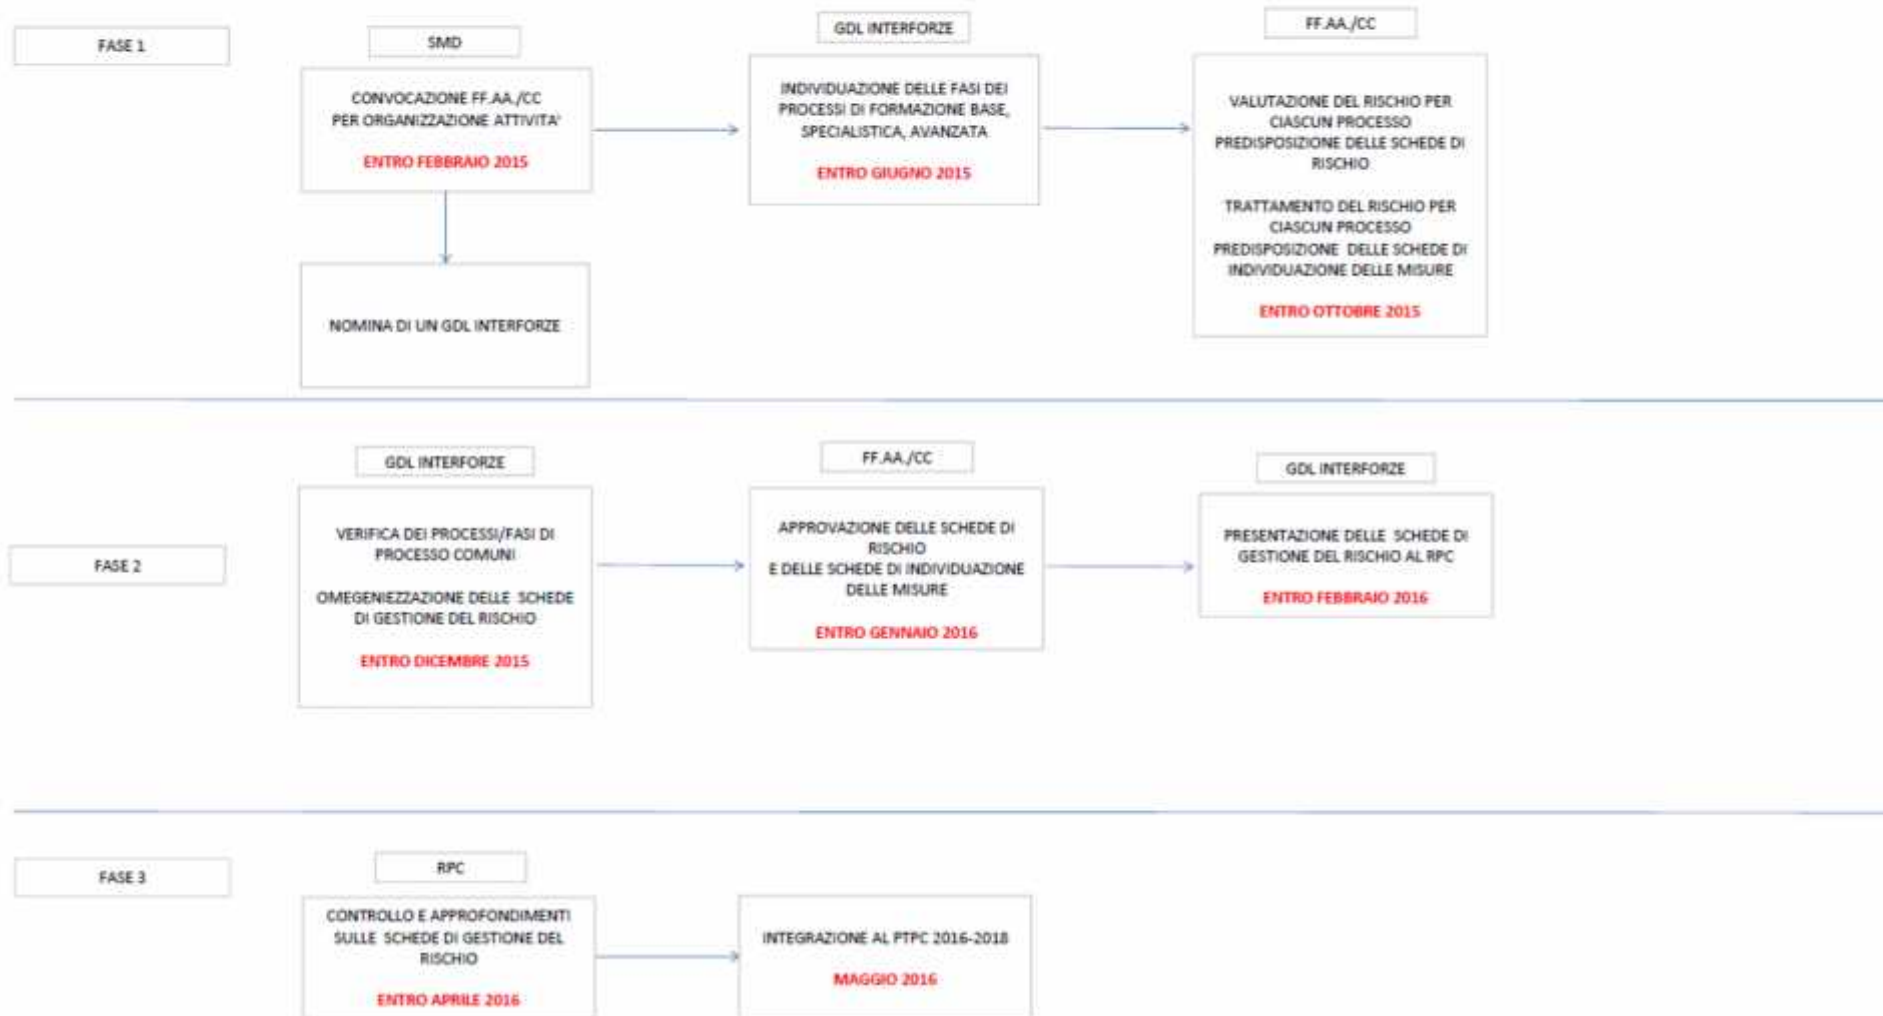 FASE 1
SMD
CONVOCAZIONE FF.AA./CC
PER ORGANIZZAZIONE ATTIVITA'
ENTRO FEBBRAIO 2015
NOMINA DI UN GDL INTERFORZE
GDL INTERFORZE
INDIVIDUAZIONE DELLE FASI DEI
PROCESSI DI FORMAZIONE BASE,
SPECIALISTICA, AVANZATA
ENTRO GIUGNO 2015
FF.AA./CC
VALUTAZIONE DEL RISCHIO PER
CIASCUN PROCESSO
PREDISPOSIZIONE DELLE SCHEDE DI
RISCHIO
TRATTAMENTO DEL RISCHIO PER
CIASCUN PROCESSO
PREDISPOSIZIONE DELLE SCHEDE DI
INDIVIDUAZIONE DELLE MISURE
ENTRO OTTOBRE 2015
FASE 2
GDL INTERFORZE
VERIFICA DEI PROCESSI/FASI DI
PROCESSO COMUNI
OMEGENIEZZAZIONE DELLE SCHEDE
DI GESTIONE DEL RISCHIO
ENTRO DICEMBRE 2015
FF.AA./CC
APPROVAZIONE DELLE SCHEDE DI
RISCHIO
E DELLE SCHEDE DI INDIVIDUAZIONE
DELLE MISURE
ENTRO GENNAIO 2016
GDL INTERFORZE
PRESENTAZIONE DELLE SCHEDE DI
GESTIONE DEL RISCHIO AL RPC
ENTRO FEBBRAIO 2016
FASE 3
RPC
CONTROLLO E APPROFONDIMENTI
SULLE SCHEDE DI GESTIONE DEL
RISCHIO
ENTRO APRILE 2016
INTEGRAZIONE AL PTPC 2016-2018
MAGGIO 2016